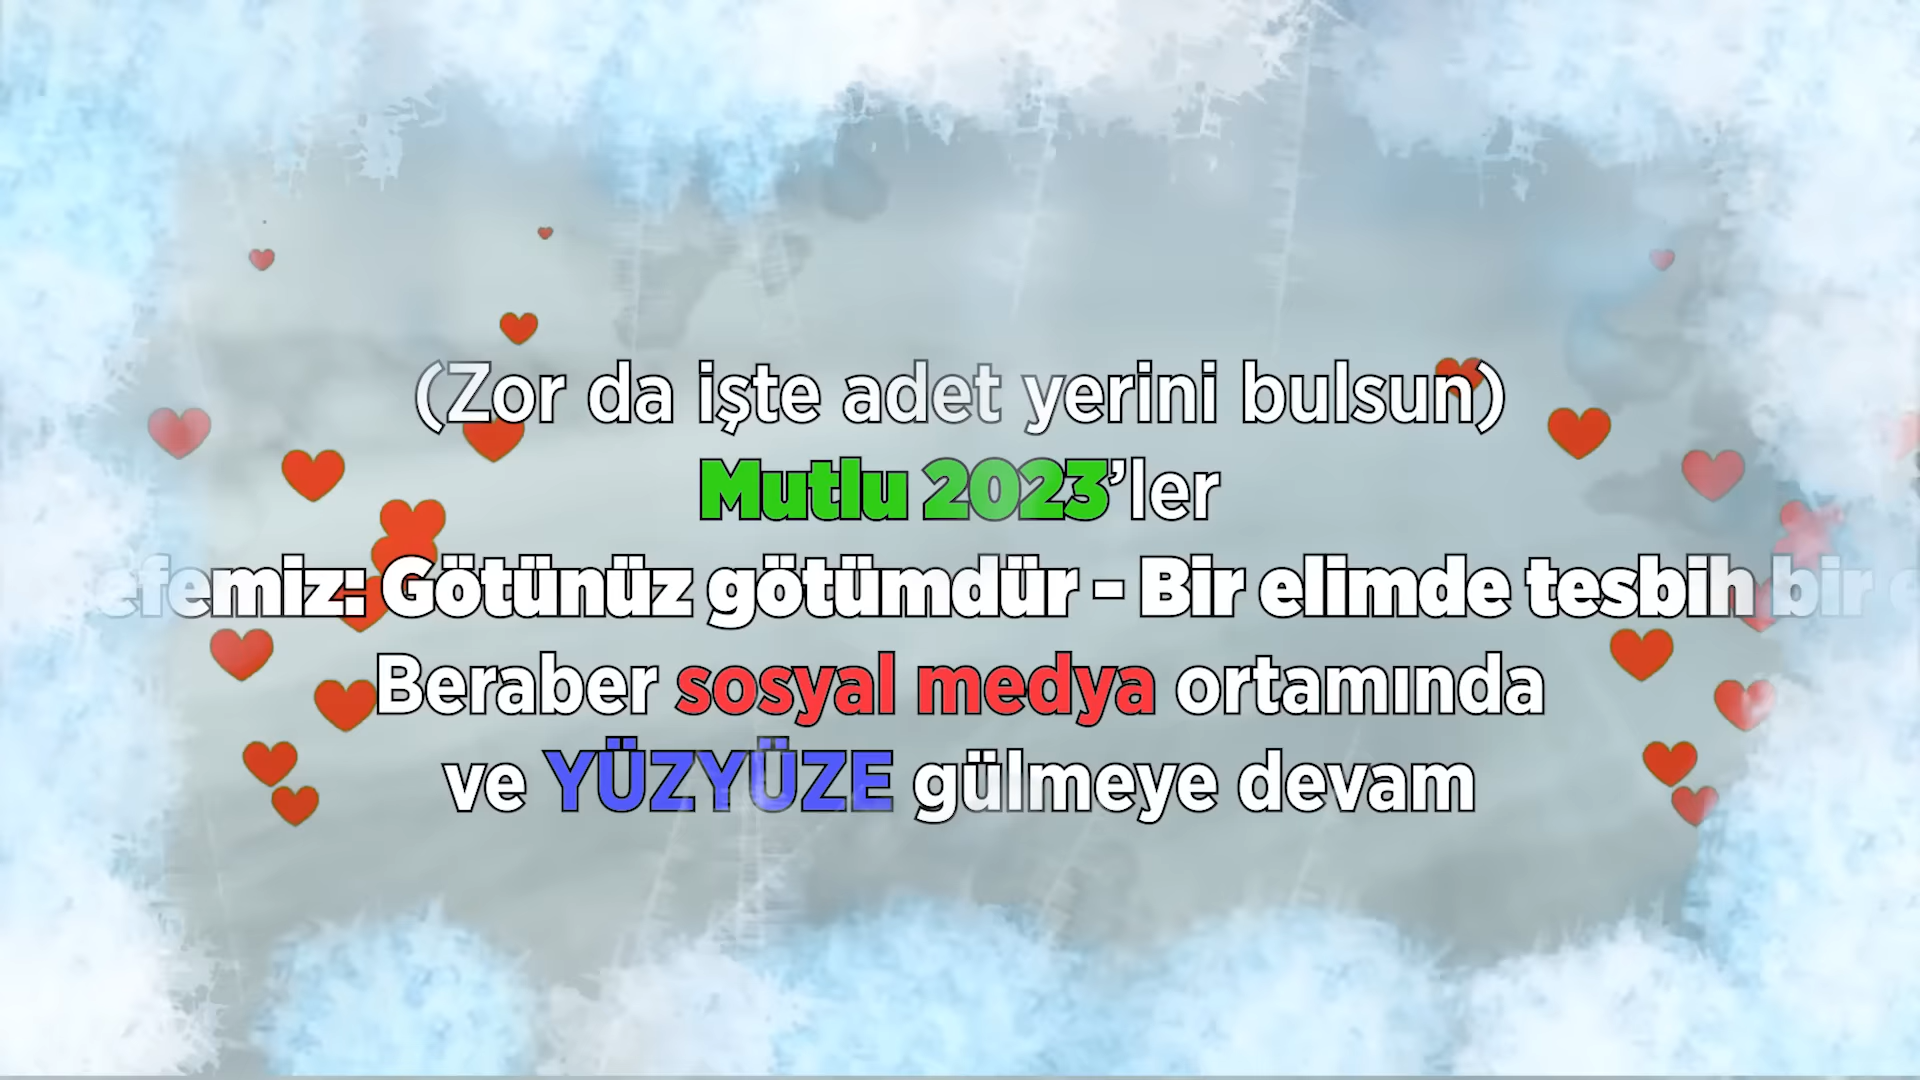 (Zor da işte adet yerini bulsun)
Mutlu 2023’ler
efemiz: Götünüz götümdür - Bir elimde tesbih bir
Beraber sosyal medya ortamında
ve YÜZYÜZE gülmeye devam